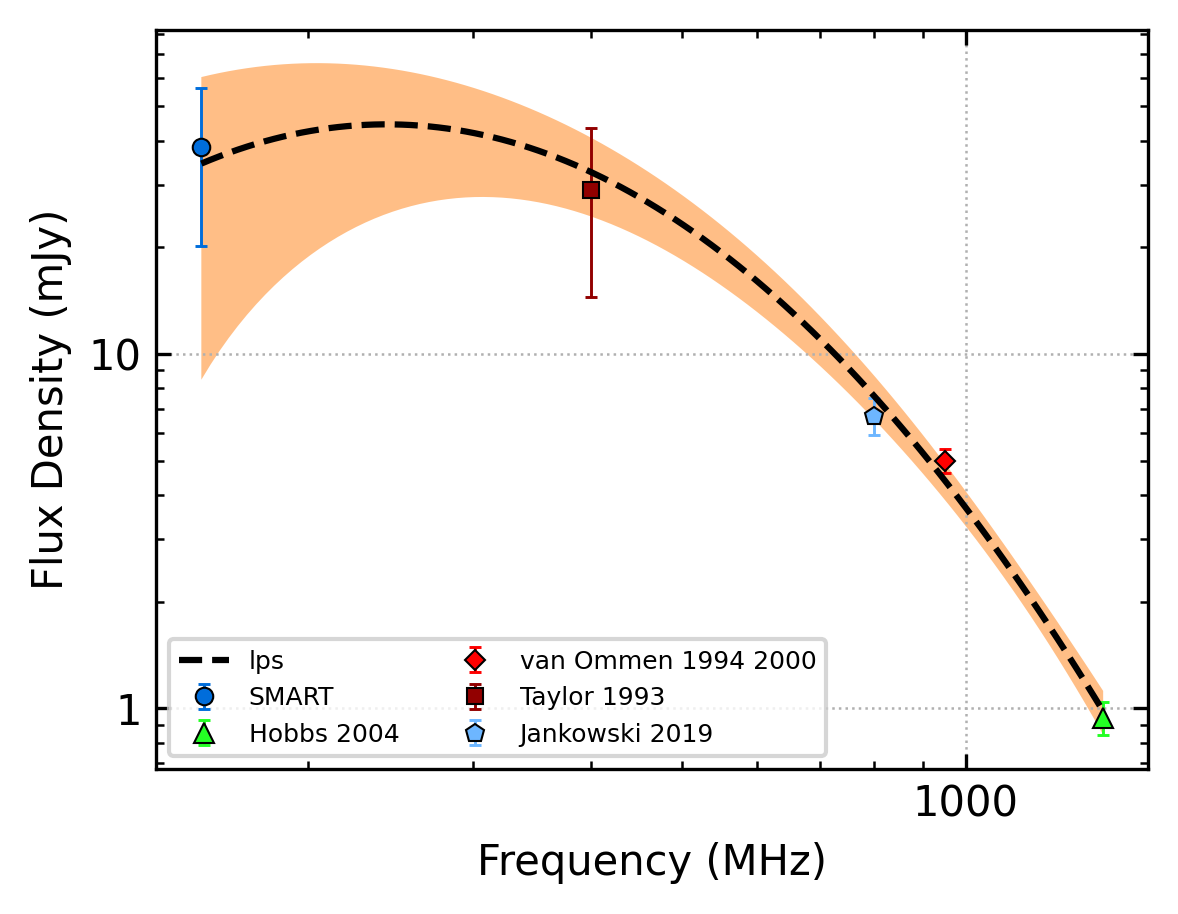 Flux Density (mJy)
10
1
lps
SMART
Hobbs 2004
van Ommen 1994 2000
Taylor 1993
Jankowski 2019
1000
Frequency (MHz)